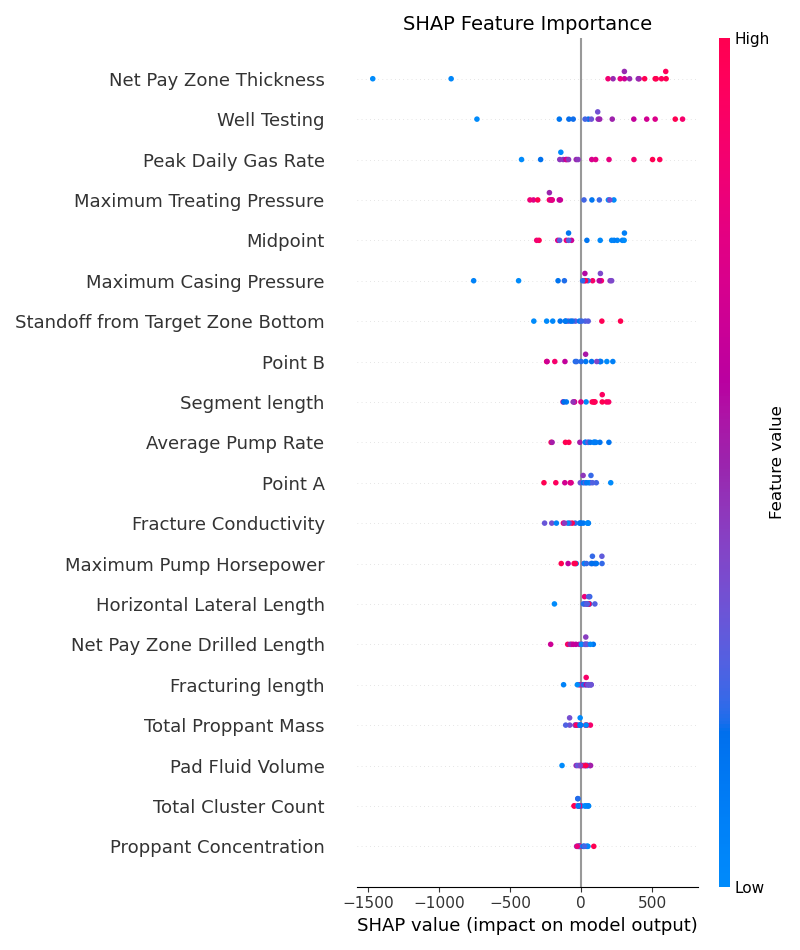 SHAP Feature Importance
High
Net Pay Zone Thickness
Well Testing
Peak Daily Gas Rate
Maximum Treating Pressure
Midpoint
Maximum Casing Pressure
Standoff from Target Zone Bottom
Point B
Segment length
Average Pump Rate
Point A
Fracture Conductivity
Maximum Pump Horsepower
Horizontal Lateral Length
Net Pay Zone Drilled Length
Fracturing length
Total Proppant Mass
Pad Fluid Volume
Total Cluster Count
Proppant Concentration
Feature value
Low
−1500 −1000 −500 0 500
SHAP value (impact on model output)